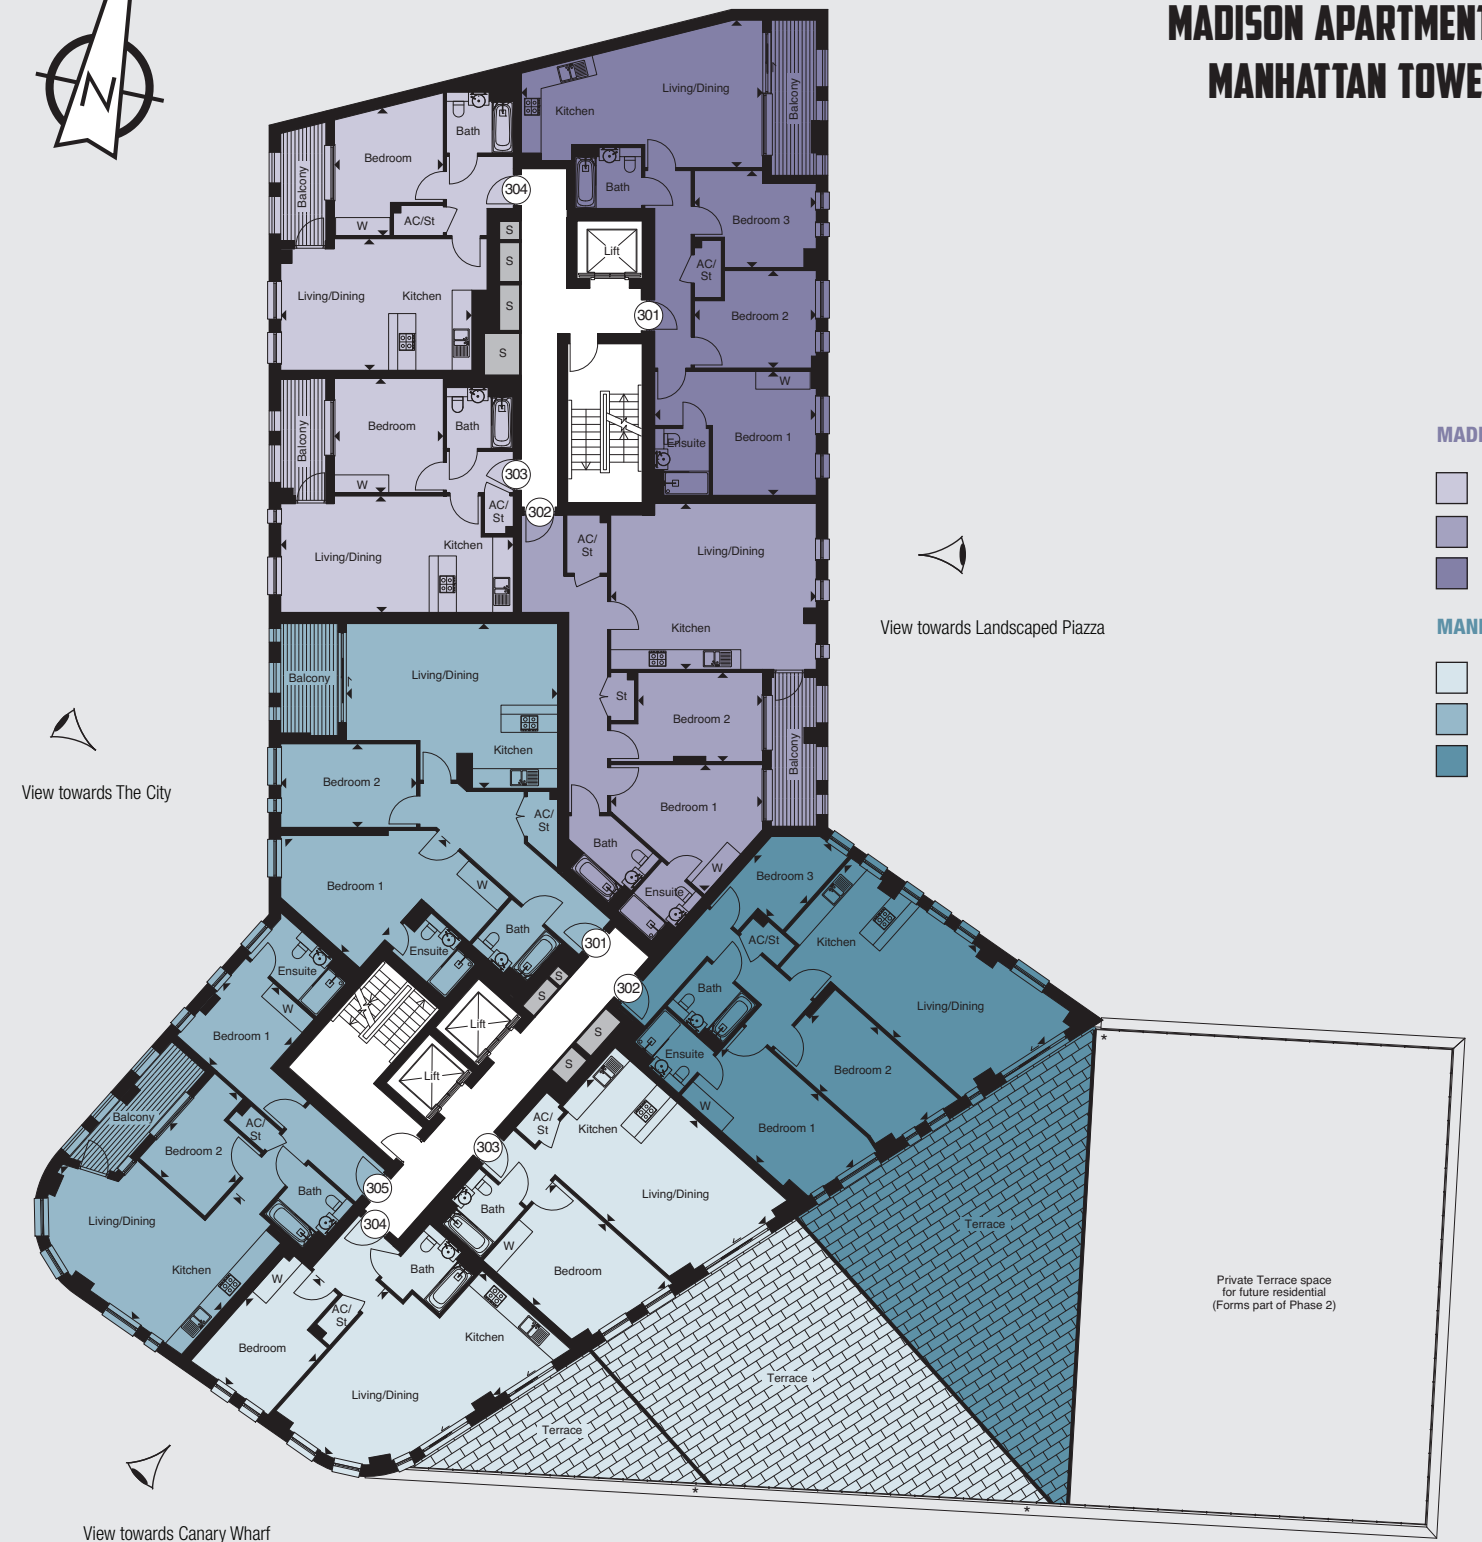 MADISON APARTMENT
MANHATTAN TOWE
N
Living/Dining
Kitchen
Balcony
Bath
Bedroom
Balcony
AC/St
W
304
Bath
Bedroom 3
S
S
S
S
Lift
AC/
St
Living/Dining
Kitchen
301
Bedroom 2
W
Bedroom 1
Ensuite
Bedroom
Bath
Balcony
W
303
AC/
St
302
Living/Dining
Kitchen
AC/
St
Living/Dining
Kitchen
St
Bedroom 2
Balcony
Bedroom 1
Bath
Ensuite
W
MADI
MANH
View towards Landscaped Piazza
View towards The City
Balcony
Living/Dining
Kitchen
Bedroom 2
AC/
St
Bedroom 1
W
Bath
Ensuite
301
302
S
S
S
S
Lift
Lift
Bedroom 3
Kitchen
AC/St
Bath
Living/Dining
Ensuite
Bedroom 2
W
Bedroom 1
Terrace
Ensuite
W
Bedroom 1
Balcony
AC/
St
Bedroom 2
Bath
Living/Dining
Kitchen
305
304
303
AC/
St
Kitchen
Living/Dining
Bath
W
Bedroom
Terrace
Bath
W
AC/
St
Bedroom
Kitchen
Living/Dining
Terrace
Private Terrace space
for future residential
(Forms part of Phase 2)
*
*
*
View towards Canary Wharf